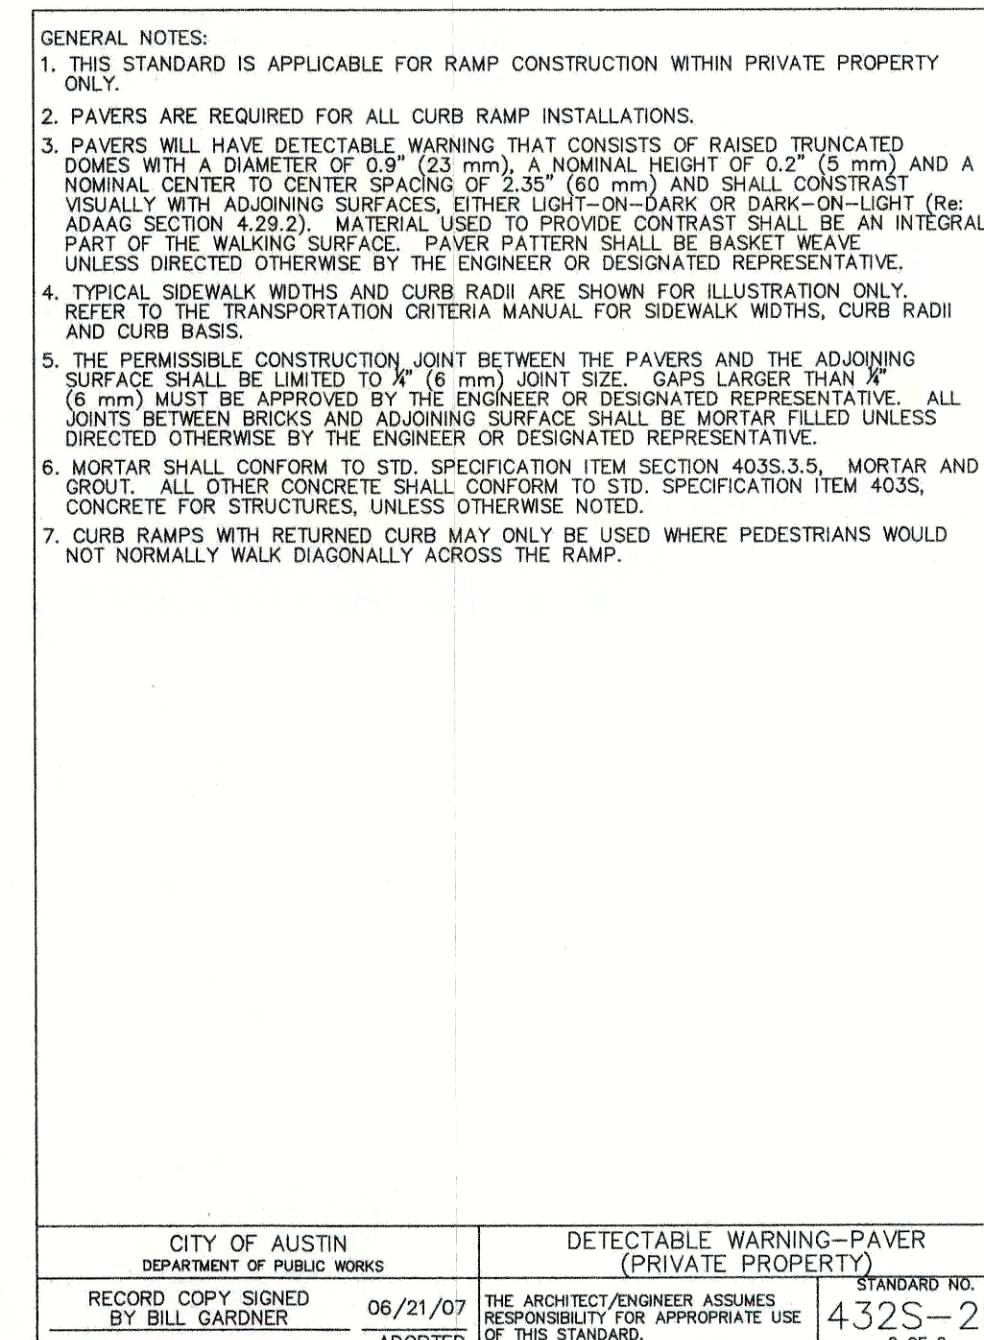 GENERAL NOTES:
1. THIS STANDARD IS APPLICABLE FOR RAMP CONSTRUCTION WITHIN PRIVATE PROPERTY
ONLY.
2. PAVERS ARE REQUIRED FOR ALL CURB RAMP INSTALLATIONS.
3. PAVERS WILL HAVE DETECTABLE WARNING THAT CONSISTS OF RAISED TRUNCATED
DOMES WITH A DIAMETER OF 0.9" (23 mm), A NOMINAL HEIGHT OF 0.2" (5 mm) AND A
NOMINAL CENTER TO CENTER SPACING OF 2.35" (60 mm) AND SHALL CONSTRAST
VISUALLY WITH ADJOINING SURFACES, EITHER LIGHT-ON-DARK OR DARK-ON-LIGHT (Re:
ADAAG SECTION 4.29.2). MATERIAL USED TO PROVIDE CONTRAST SHALL BE AN INTEGRAL
PART OF THE WALKING SURFACE. PAVER PATTERN SHALL BE BASKET WEAVE
UNLESS DIRECTED OTHERWISE BY THE ENGINEER OR DESIGNATED REPRESENTATIVE.
4. TYPICAL SIDEWALK WIDTHS AND CURB RADII ARE SHOWN FOR ILLUSTRATION ONLY.
REFER TO THE TRANSPORTATION CRITERIA MANUAL FOR SIDEWALK WIDTHS, CURB RADII
AND CURB BASIS.
5. THE PERMISSIBLE CONSTRUCTION JOINT BETWEEN THE PAVERS AND THE ADJOINING
SURFACE SHALL BE LIMITED TO ¼" (6 mm) JOINT SIZE. GAPS LARGER THAN ¼"
(6 mm) MUST BE APPROVED BY THE ENGINEER OR DESIGNATED REPRESENTATIVE. ALL
JOINTS BETWEEN BRICKS AND ADJOINING SURFACE SHALL BE MORTAR FILLED UNLESS
DIRECTED OTHERWISE BY THE ENGINEER OR DESIGNATED REPRESENTATIVE.
6. MORTAR SHALL CONFORM TO STD. SPECIFICATION ITEM SECTION 403S.3.5, MORTAR AND
GROUT. ALL OTHER CONCRETE SHALL CONFORM TO STD. SPECIFICATION ITEM 403S,
CONCRETE FOR STRUCTURES, UNLESS OTHERWISE NOTED.
7. CURB RAMPS WITH RETURNED CURB MAY ONLY BE USED WHERE PEDESTRIANS WOULD
NOT NORMALLY WALK DIAGONALLY ACROSS THE RAMP.
CITY OF AUSTIN
DEPARTMENT OF PUBLIC WORKS
DETECTABLE WARNING-PAVER
(PRIVATE PROPERTY)
RECORD COPY SIGNED
BY BILL GARDNER
06/21/07
ADOPTED
THE ARCHITECT/ENGINEER ASSUMES
RESPONSIBILITY FOR APPROPRIATE USE
OF THIS STANDARD.
STANDARD NO.
432S-2